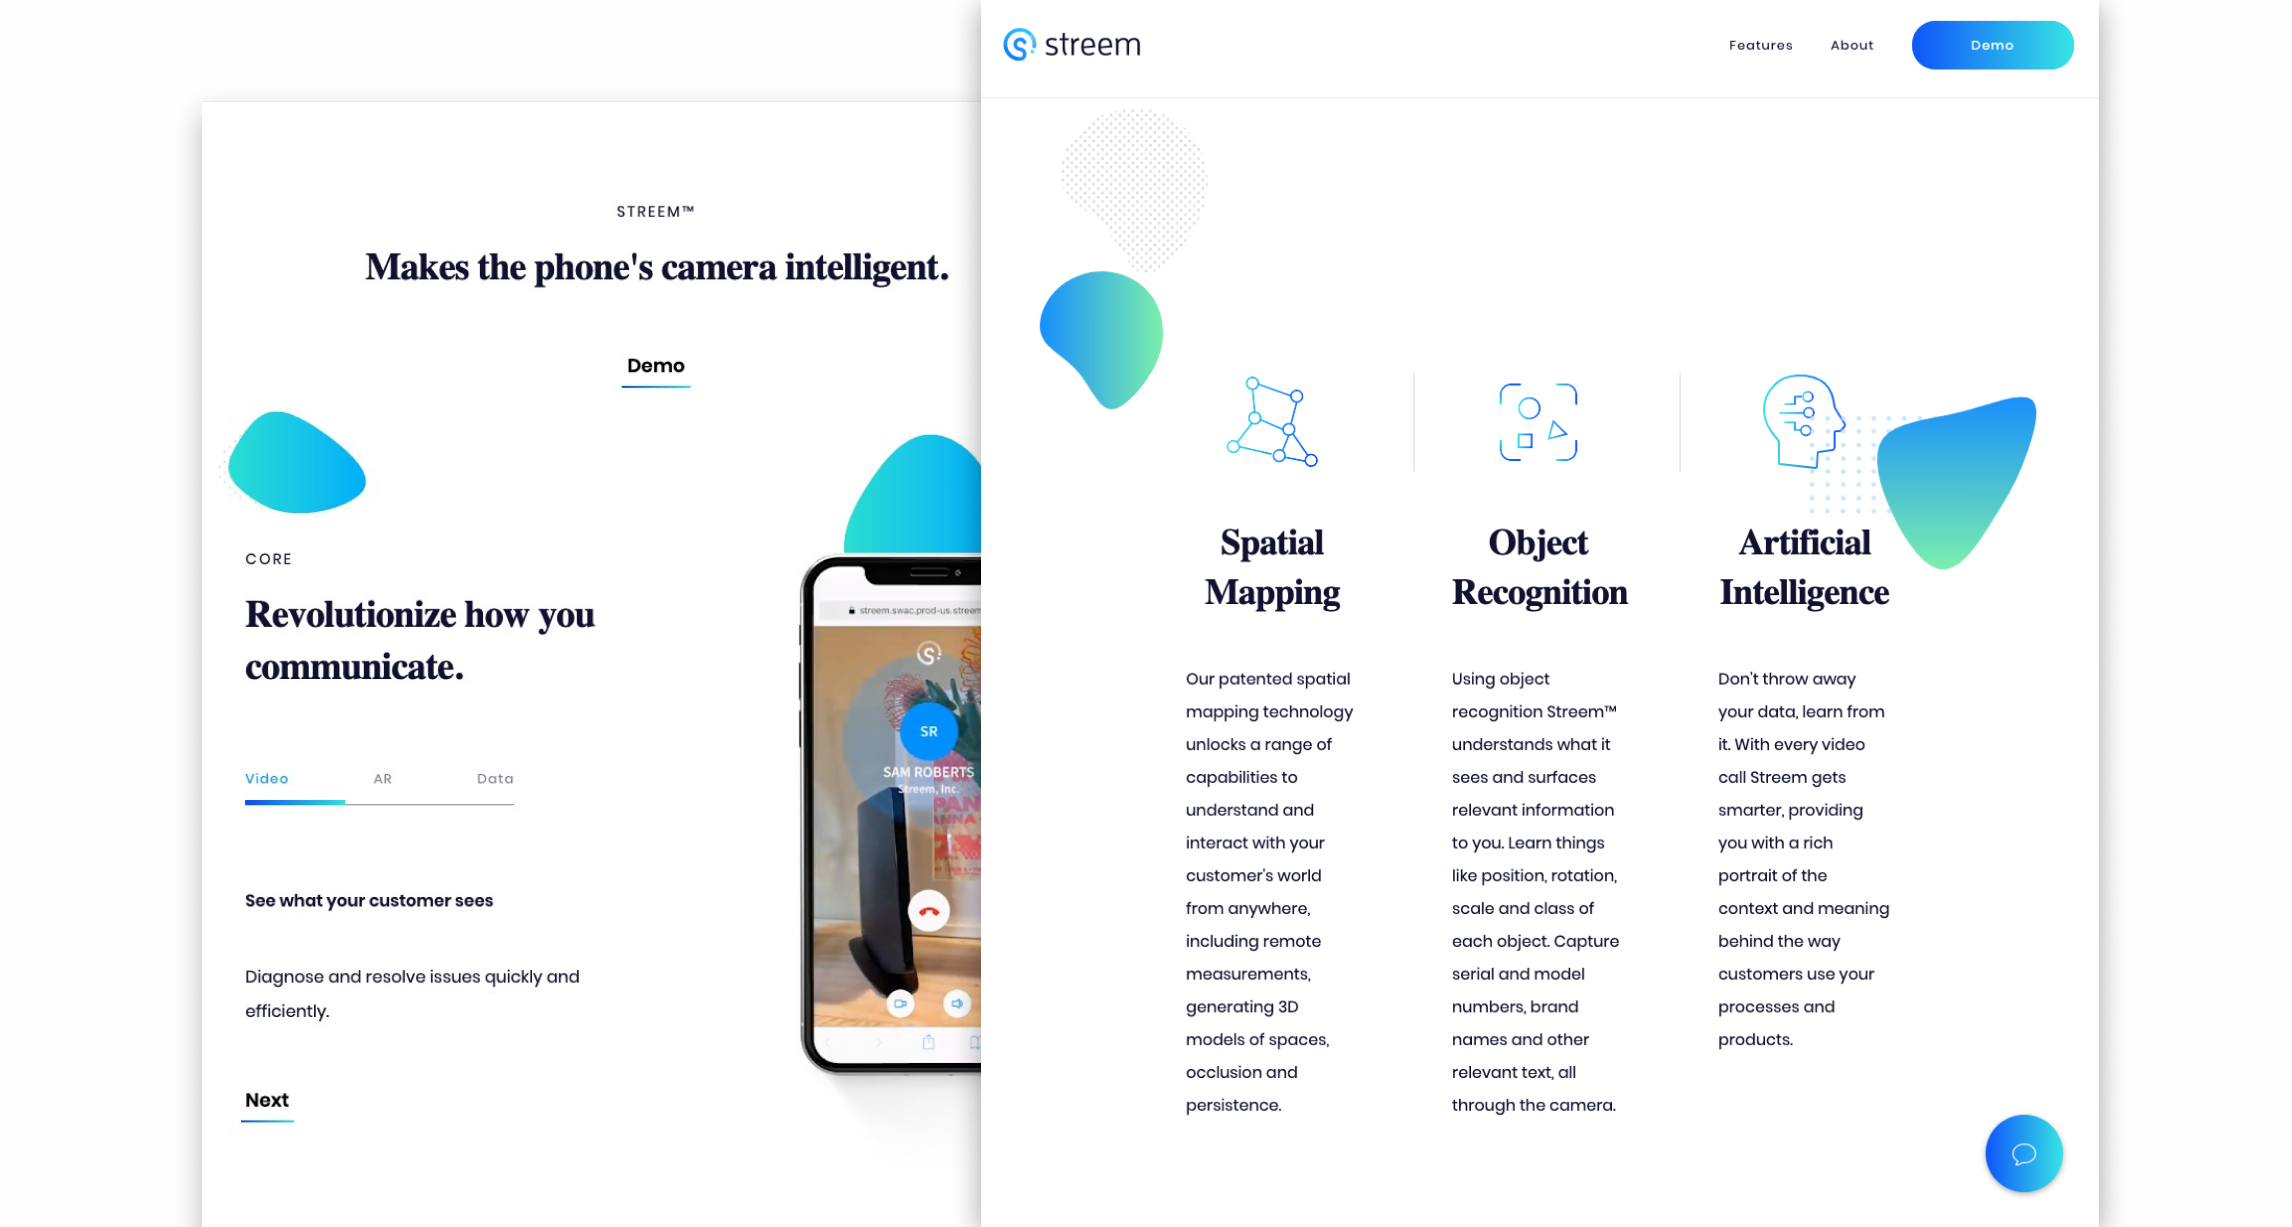 STREEM™
Makes the phone's camera intelligent.
Demo
CORE
Revolutionize how you
communicate.
Video AR Data
See what your customer sees
Diagnose and resolve issues quickly and
efficiently.
Next
streem.swac.prod-us.streem
S
SR
SAM ROBERTS
Streem, Inc.
PAN
ANNA
streem
Features About Demo
Spatial
Mapping
Our patented spatial
mapping technology
unlocks a range of
capabilities to
understand and
interact with your
customer's world
from anywhere,
including remote
measurements,
generating 3D
models of spaces,
occlusion and
persistence.
Object
Recognition
Using object
recognition Streem™
understands what it
sees and surfaces
relevant information
to you. Learn things
like position, rotation,
scale and class of
each object. Capture
serial and model
numbers, brand
names and other
relevant text, all
through the camera.
Artificial
Intelligence
Don't throw away
your data, learn from
it. With every video
call Streem gets
smarter, providing
you with a rich
portrait of the
context and meaning
behind the way
customers use your
processes and
products.